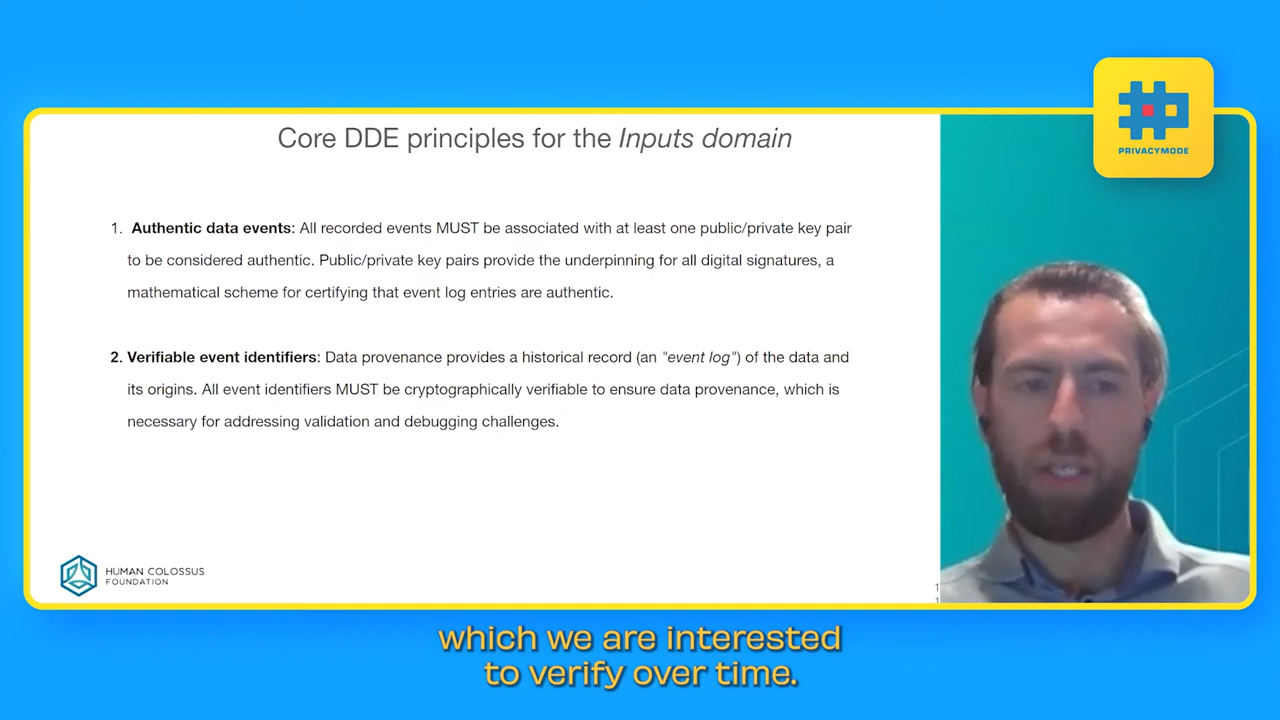 PRIVACYMODE
Core DDE principles for the Inputs domain
1. Authentic data events: All recorded events MUST be associated with at least one public/private key pair
to be considered authentic. Public/private key pairs provide the underpinning for all digital signatures, a
mathematical scheme for certifying that event log entries are authentic.
2. Verifiable event identifiers: Data provenance provides a historical record (an "event log") of the data and
its origins. All event identifiers MUST be cryptographically verifiable to ensure data provenance, which is
necessary for addressing validation and debugging challenges.
HUMAN COLOSSUS
FOUNDATION
1
1
which we are interested
to verify over time.